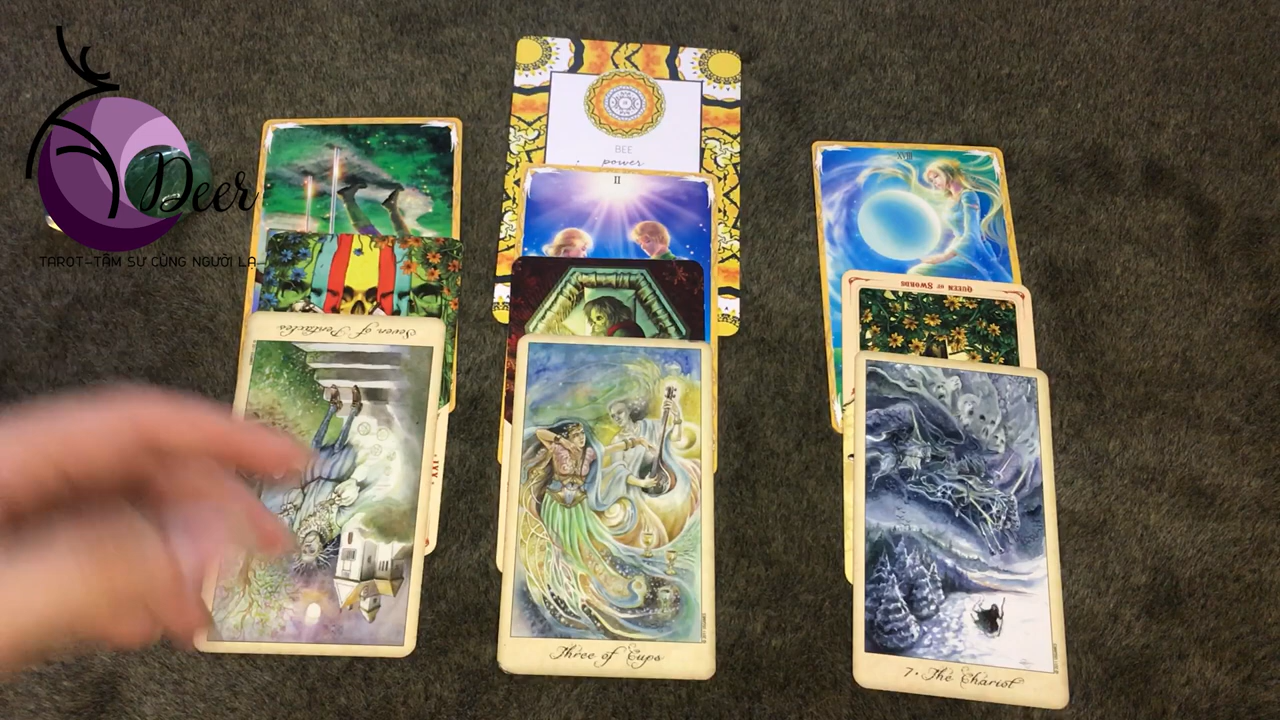 Deer
TAROT-TÂM SỰ CÙNG NGƯỜI LẠ
BEE
power
II
XVIII
QUEEN OF SWORDS
Seven of Pentacles
Three of Cups
7 • The Chariot